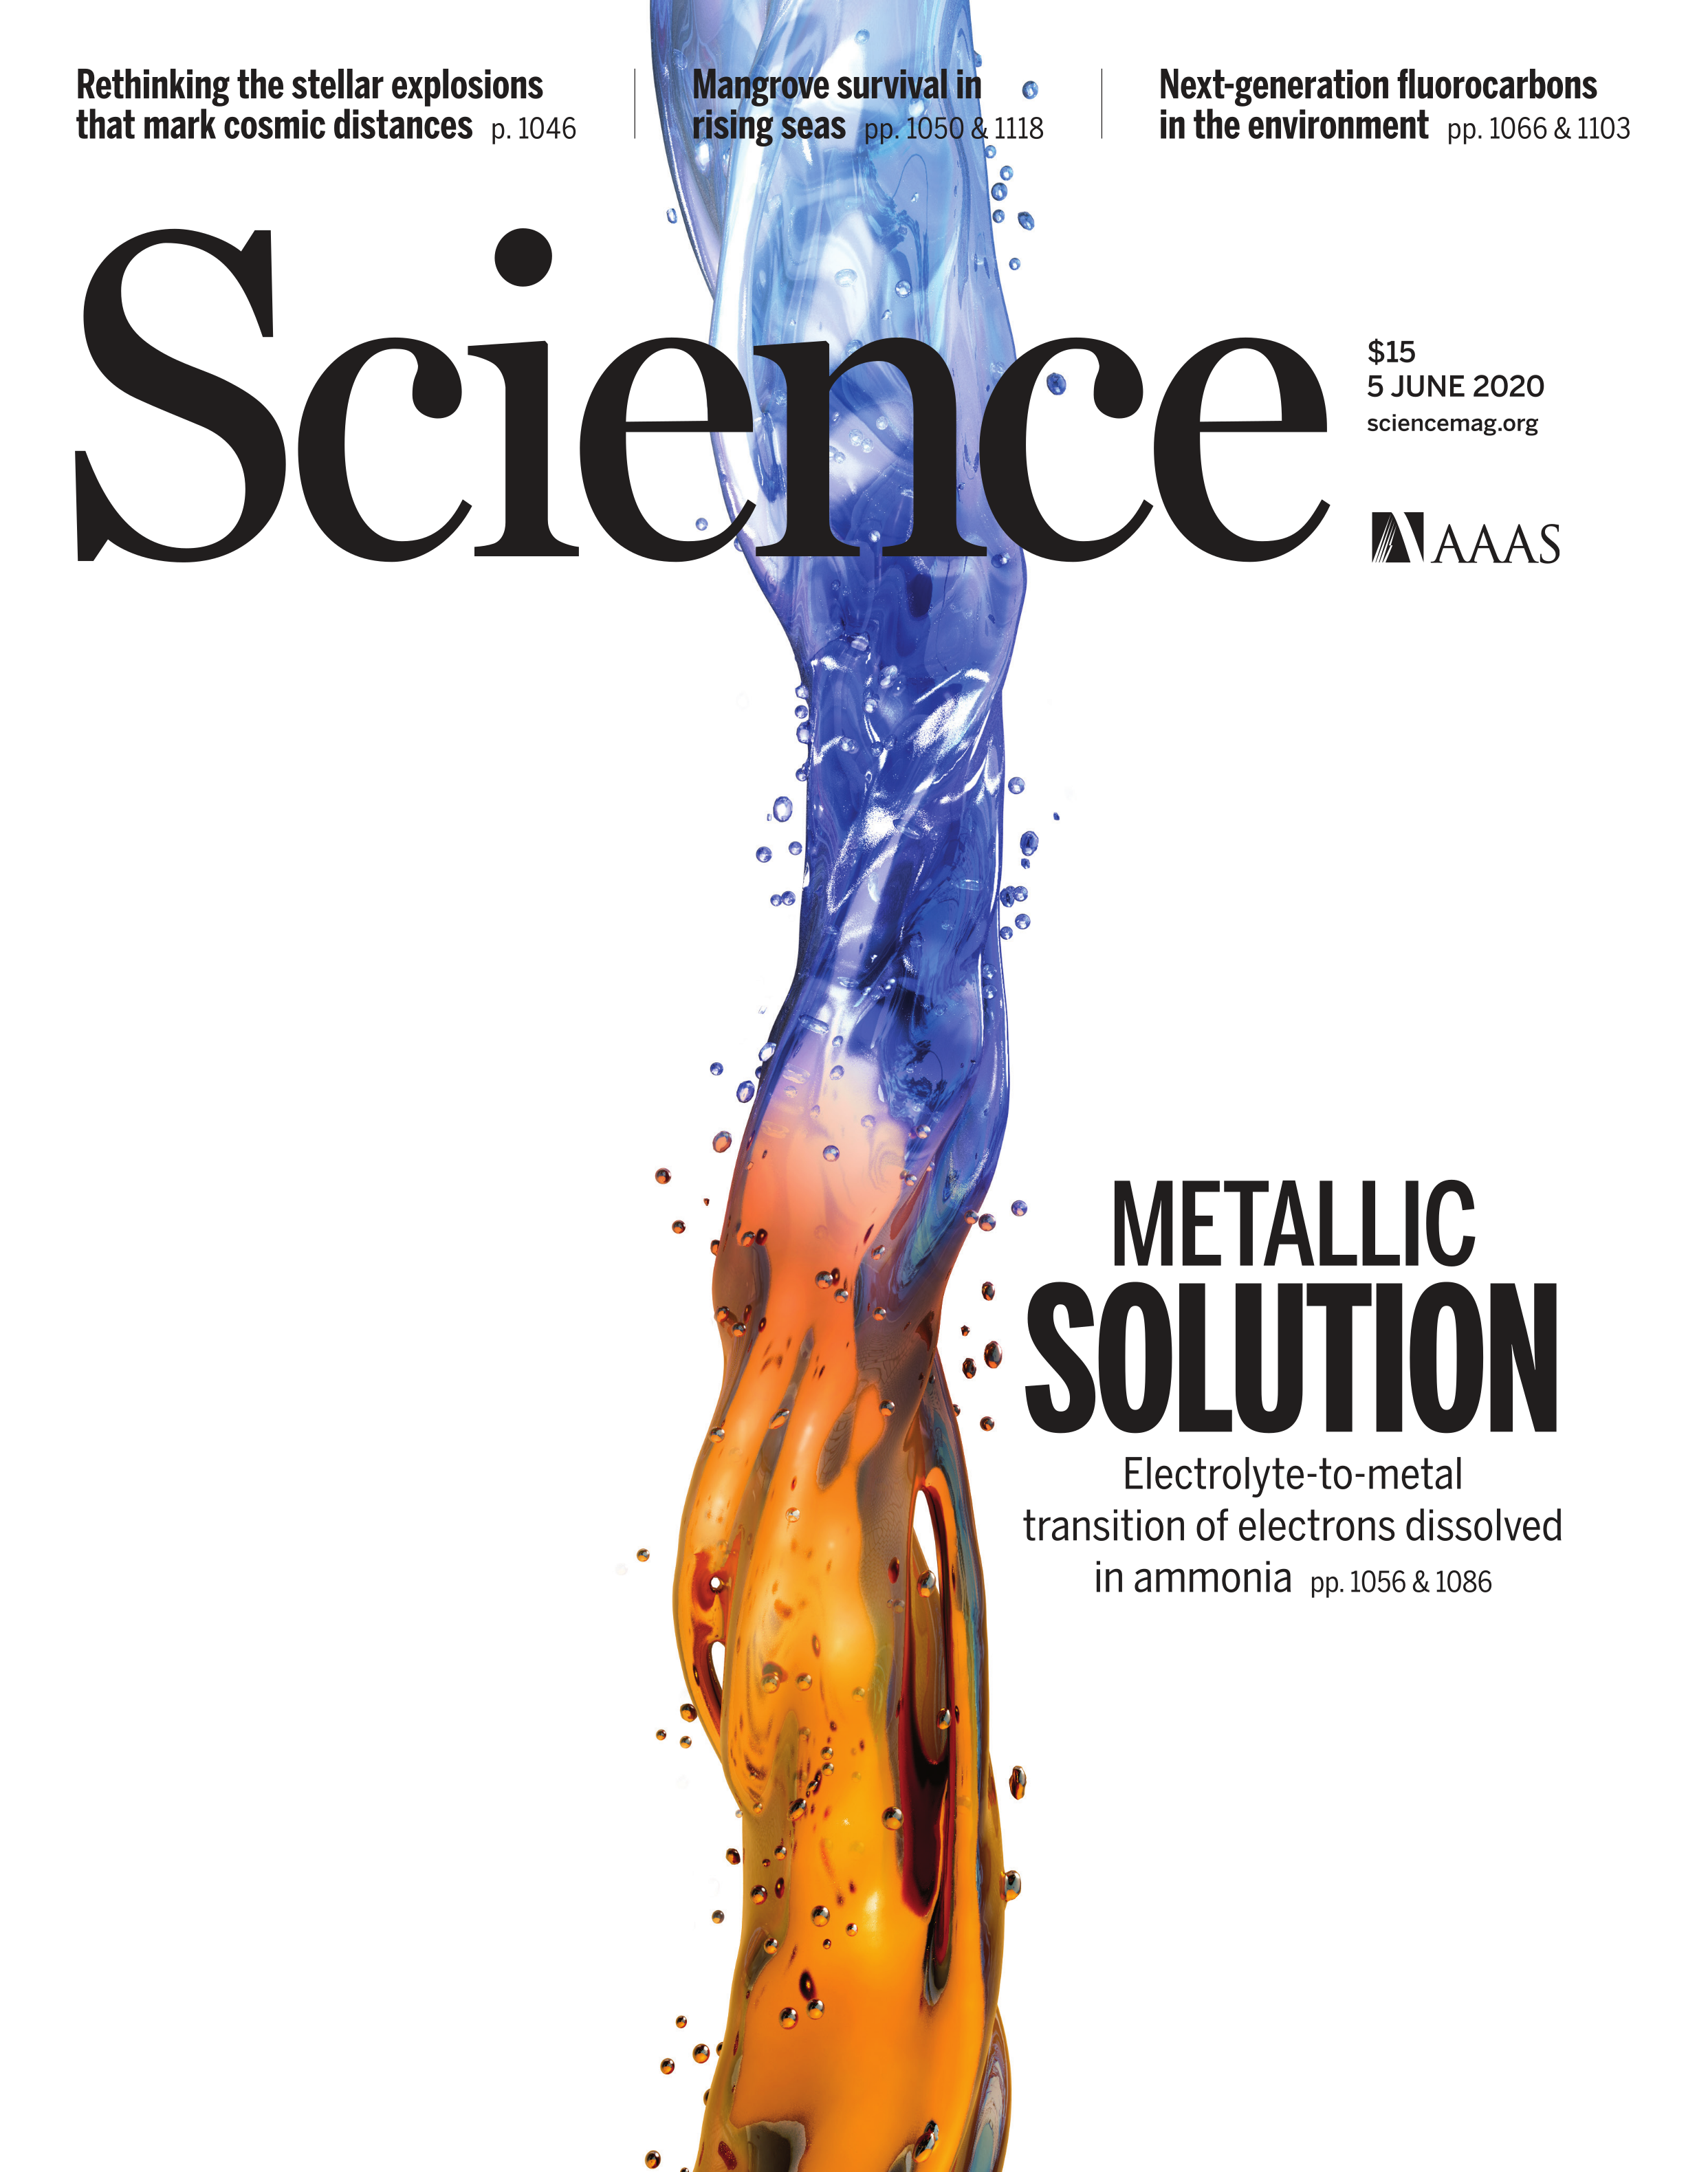 Rethinking the stellar explosions
that mark cosmic distances p. 1046
Mangrove survival in
rising seas pp. 1050 & 1118
Next-generation fluorocarbons
in the environment pp. 1066 & 1103
Science
$15
5 JUNE 2020
sciencemag.org
AAAS
METALLIC
SOLUTION
Electrolyte-to-metal
transition of electrons dissolved
in ammonia pp. 1056 & 1086